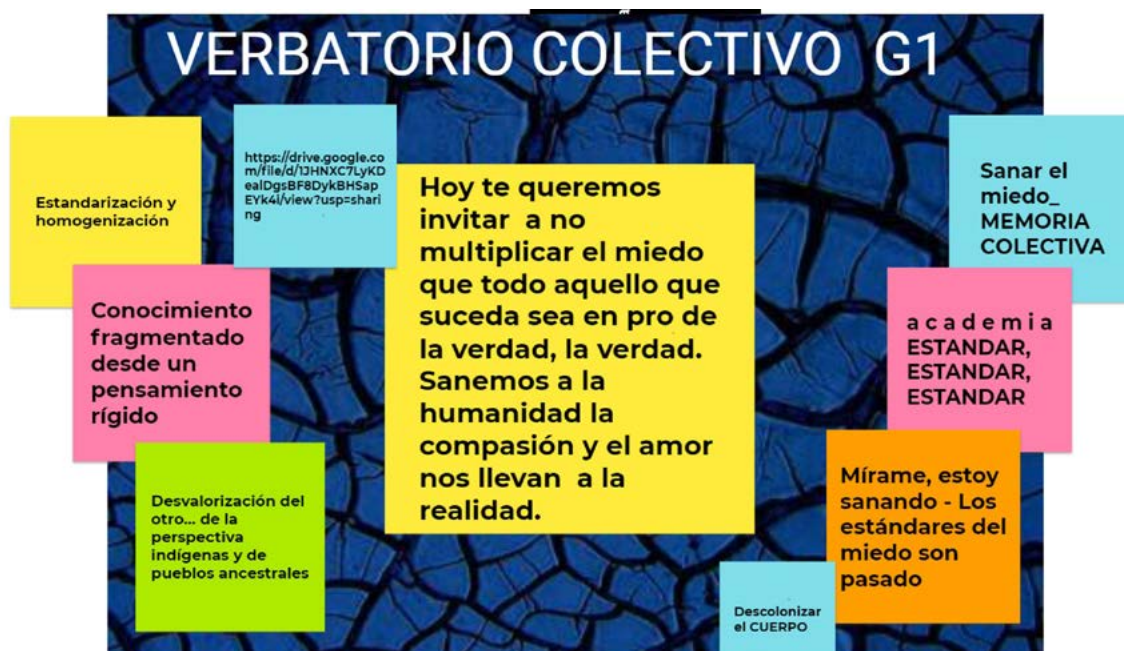 VERBATORIO COLECTIVO G1
Estandarización y
homogenización
https://drive.google.co
m/file/d/1JHNXC7LyKD
ealDgsBF8DykBHSap
EYk4i/view?usp=shari
ng
Conocimiento
fragmentado
desde un
pensamiento
rígido
Desvalorización del
otro... de la
perspectiva
indígenas y de
pueblos ancestrales
Hoy te queremos
invitar a no
multiplicar el miedo
que todo aquello que
suceda sea en pro de
la verdad, la verdad.
Sanemos a la
humanidad la
compasión y el amor
nos llevan a la
realidad.
Sanar el
miedo_
MEMORIA
COLECTIVA
a c a d e m i a
ESTANDAR,
ESTANDAR,
ESTANDAR
Mírame, estoy
sanando - Los
estándares del
miedo son
pasado
Descolonizar
el CUERPO